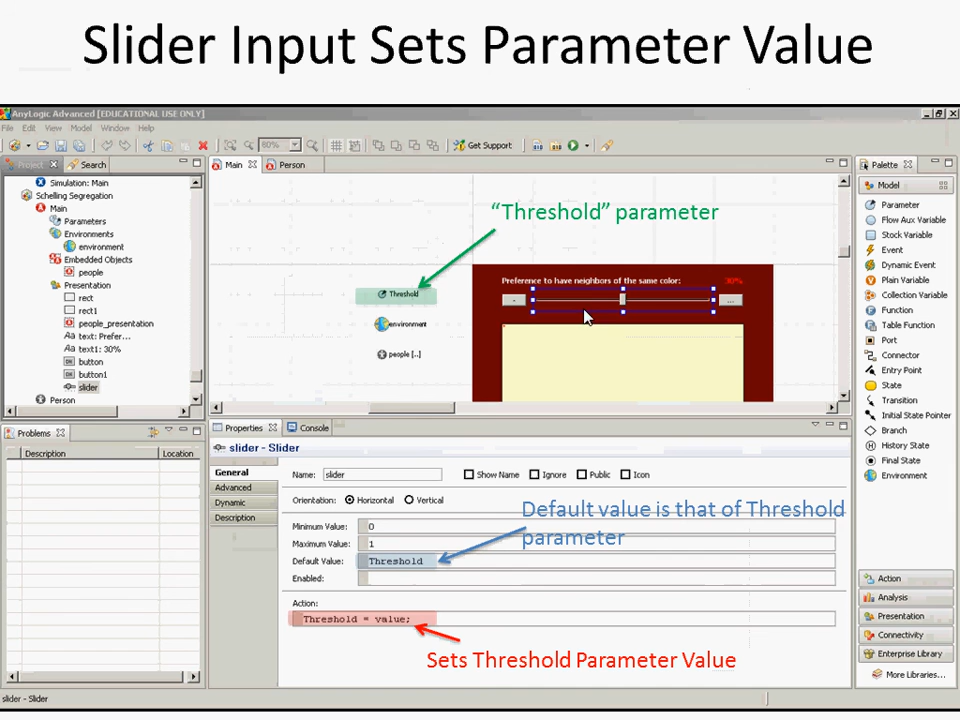 Slider Input Sets Parameter Value
AnyLogic Advanced [EDUCATIONAL USE ONLY]
File Edit View Model Window Help
80%
Get Support
Project
Search
Simulation: Main
Schelling Segregation
Main
Parameters
Environments
environment
Embedded Objects
people
Presentation
rect
rect1
people_presentation
Aa text: Prefer...
Aa text1: 30%
button
button1
slider
Person
Main
Person
"Threshold" parameter
Preference to have neighbors of the same color:
30%
- ...
Threshold
environment
people [..]
Palette
Model
Parameter
Flow Aux Variable
Stock Variable
Event
Dynamic Event
Plain Variable
Collection Variable
Function
Table Function
Port
Connector
Entry Point
State
Transition
Initial State Pointer
Branch
History State
Final State
Environment
Action
Analysis
Presentation
Connectivity
Enterprise Library
More Libraries...
Problems
Description Location
Properties
Console
slider - Slider
General
Advanced
Dynamic
Description
Name: slider Show Name Ignore Public Icon
Orientation: Horizontal Vertical
Minimum Value: 0
Maximum Value: 1
Default Value: Threshold
Enabled:
Default value is that of Threshold
parameter
Action:
Threshold = value;
Sets Threshold Parameter Value
slider - Slider